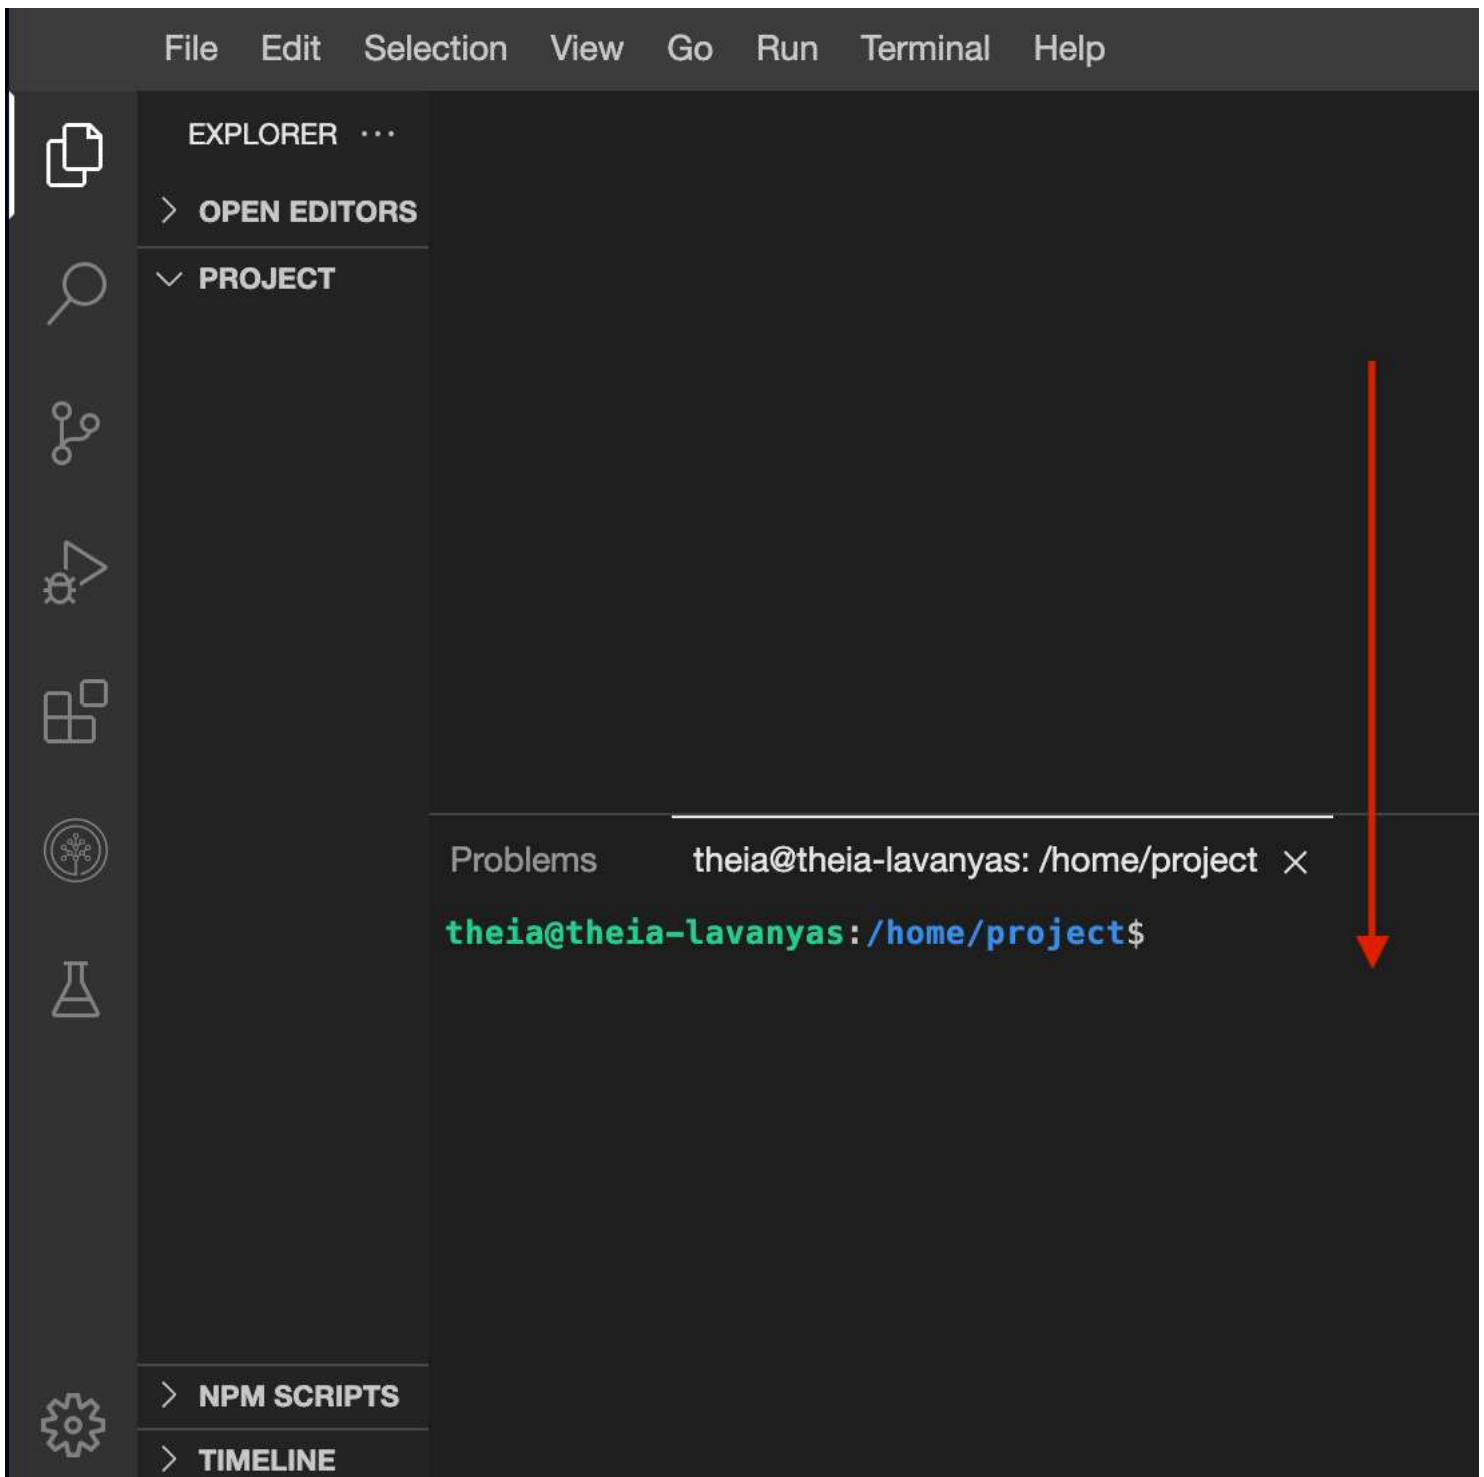 File Edit Selection View Go Run Terminal Help
EXPLORER ...
OPEN EDITORS
PROJECT
Problems theia@theia-lavanyas: /home/project
theia@theia-lavanyas:/home/project$
NPM SCRIPTS
TIMELINE